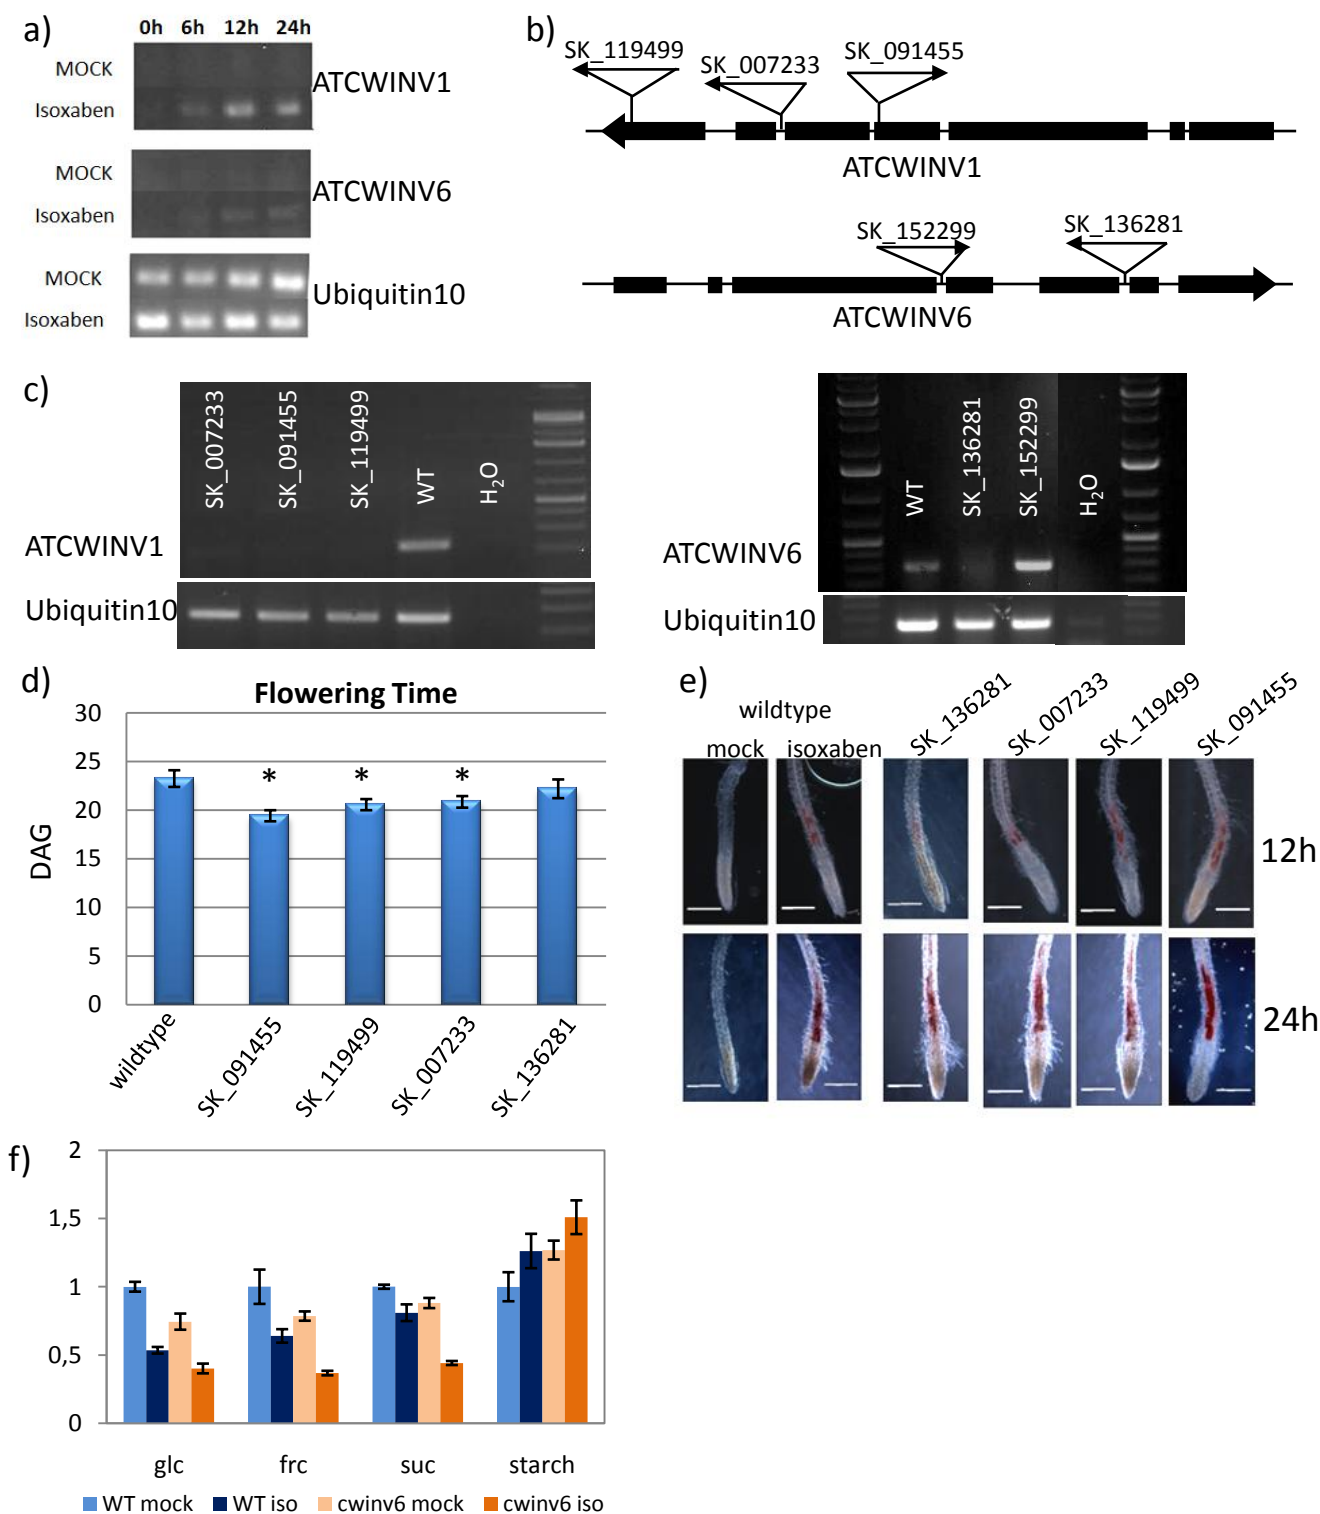 a)
0h 6h 12h 24h
MOCK
Isoxaben
ATCWINV1
MOCK
Isoxaben
ATCWINV6
MOCK
Isoxaben
Ubiquitin10
b)
SK_119499
SK_007233
SK_091455
ATCWINV1
SK_152299
SK_136281
ATCWINV6
c)
SK_007233
SK_091455
SK_119499
WT
H2O
ATCWINV1
Ubiquitin10
WT
SK_136281
SK_152299
H2O
ATCWINV6
Ubiquitin10
d)
Flowering Time
30
25
20
15
10
5
0
DAG
* * *
wildtype
SK_091455
SK_119499
SK_007233
SK_136281
e)
wildtype
mock isoxaben
SK_136281
SK_007233
SK_119499
SK_091455
12h
24h
f)
2
1,5
1
0,5
0
glc frc suc starch
WT mock WT iso cwinv6 mock cwinv6 iso